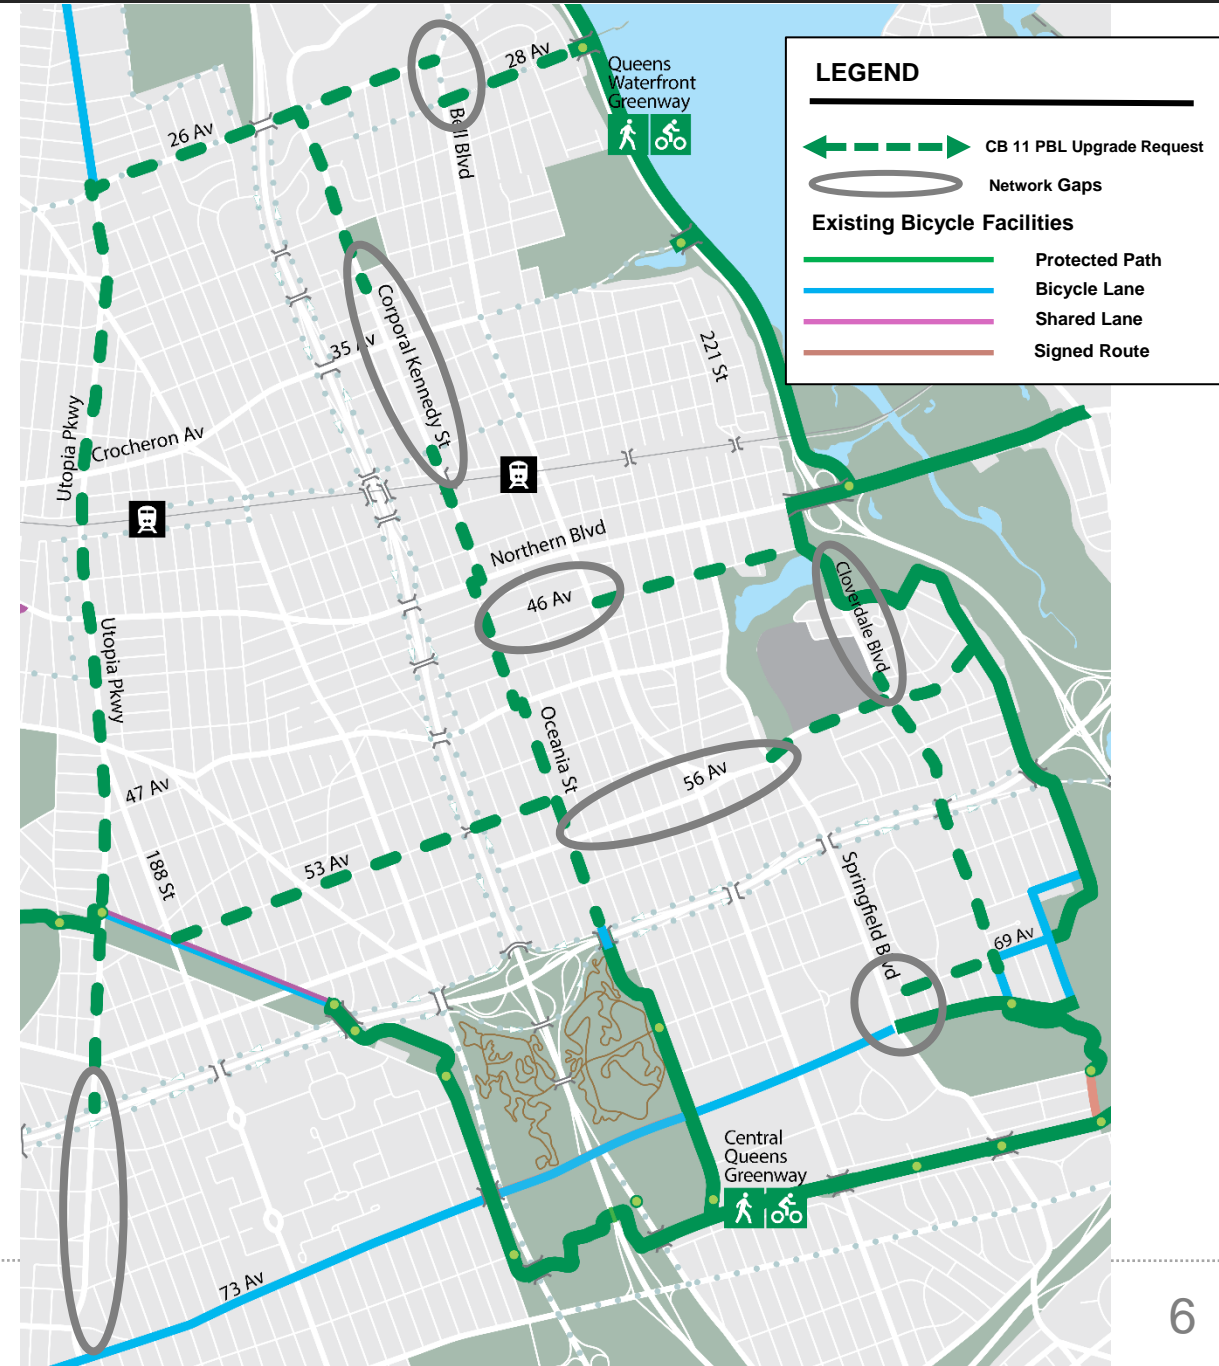 28 Av
Queens
Waterfront
Greenway
LEGEND
CB 11 PBL Upgrade Request
Network Gaps
Existing Bicycle Facilities
Protected Path
Bicycle Lane
Shared Lane
Signed Route
26 Av
Bell Blvd
Corporal Kennedy St
35 Av
221 St
Utopia Pkwy
Crocheron Av
Northern Blvd
46 Av
Cloverdale Blvd
Utopia Pkwy
Oceania St
47 Av
56 Av
188 St
53 Av
Springfield Blvd
69 Av
Central
Queens
Greenway
73 Av
6